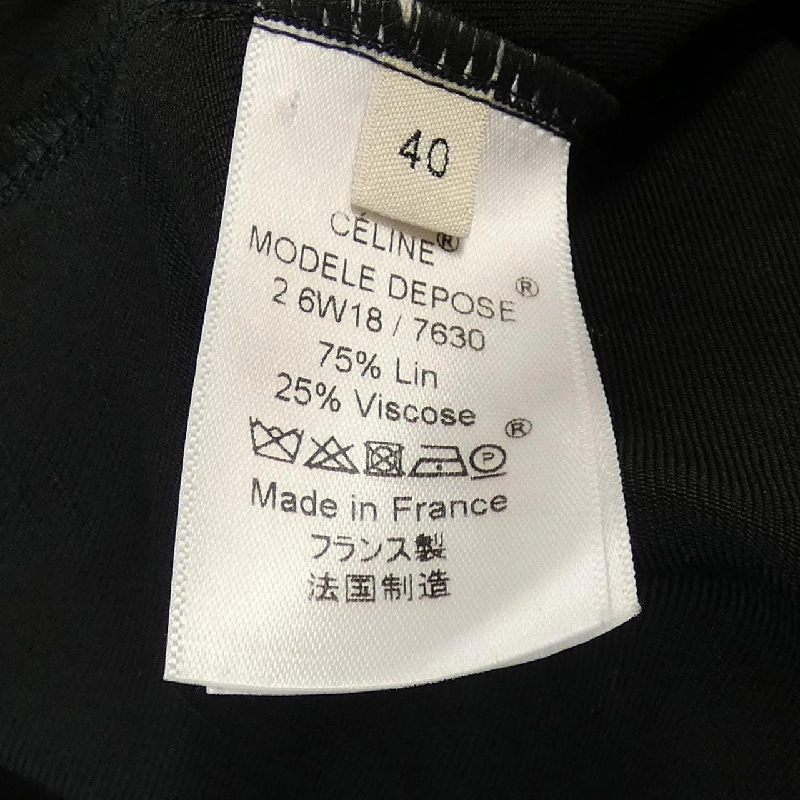 40
CÉLINE®
MODELE DEPOSE®
2 6W18 / 7630
75% Lin
25% Viscose
®
P
Made in France
フランス製
法国制造